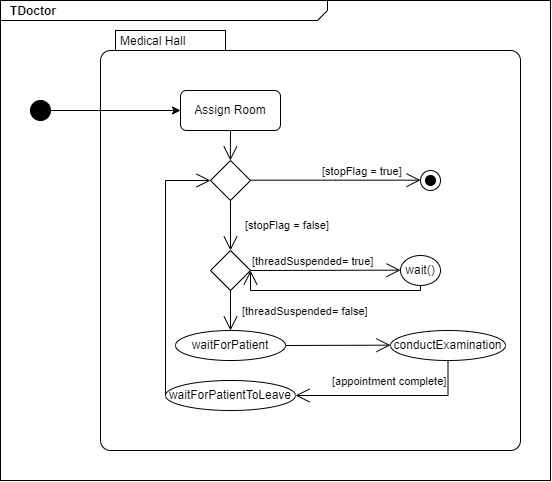 TDoctor
Medical Hall
Assign Room
[stopFlag = true]
[stopFlag = false]
[threadSuspended= true]
wait()
[threadSuspended= false]
waitForPatient
conductExamination
[appointment complete]
waitForPatientToLeave